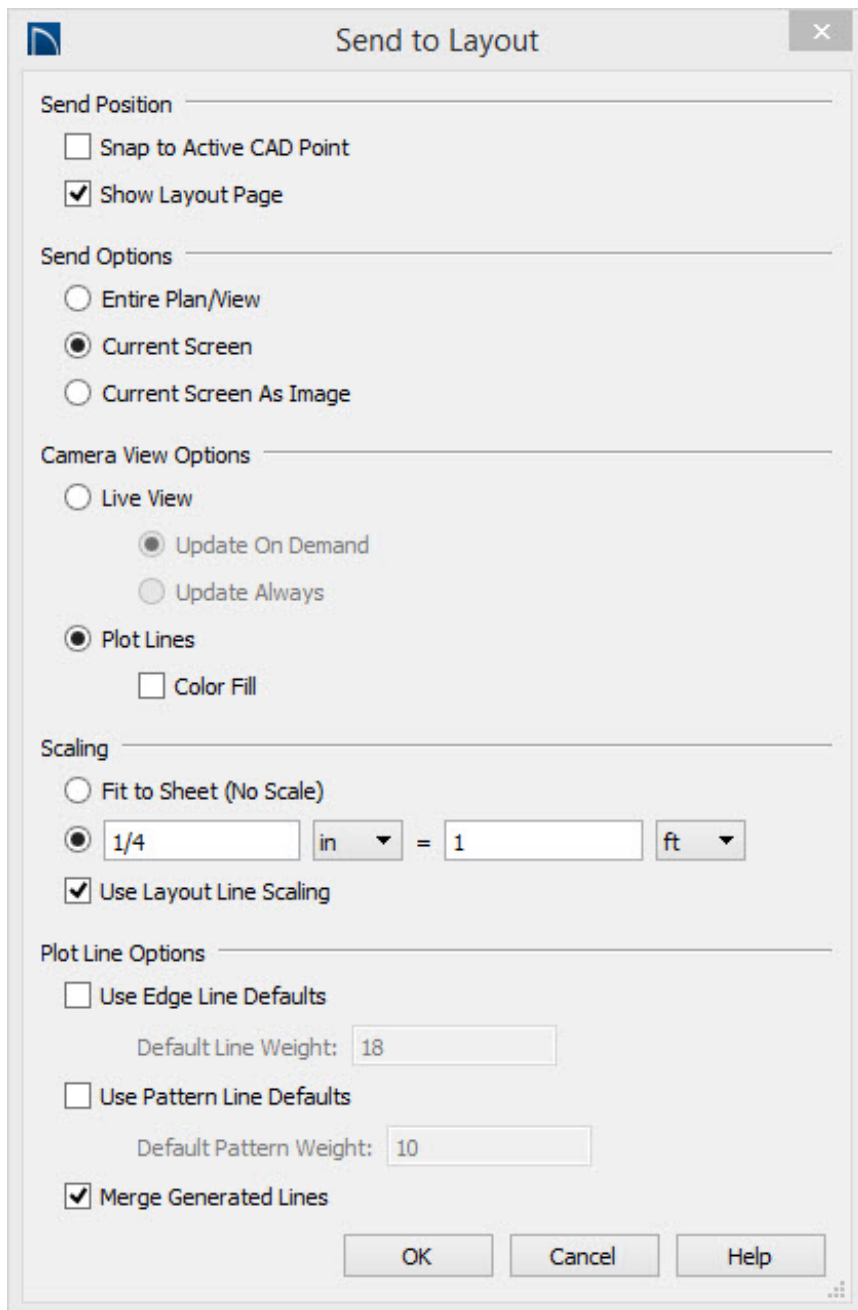 Send to Layout
Send Position
Snap to Active CAD Point
Show Layout Page
Send Options
Entire Plan/View
Current Screen
Current Screen As Image
Camera View Options
Live View
Update On Demand
Update Always
Plot Lines
Color Fill
Scaling
Fit to Sheet (No Scale)
1/4 in = 1 ft
Use Layout Line Scaling
Plot Line Options
Use Edge Line Defaults
Default Line Weight: 18
Use Pattern Line Defaults
Default Pattern Weight: 10
Merge Generated Lines
OK Cancel Help